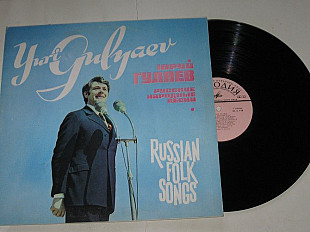 Yuri Gulyaev
ЮРИЙ
ГУЛЯЕВ
РУССКИЕ
НАРОДНЫЕ
ПЕСНИ
RUSSIAN
FOLK
SONGS